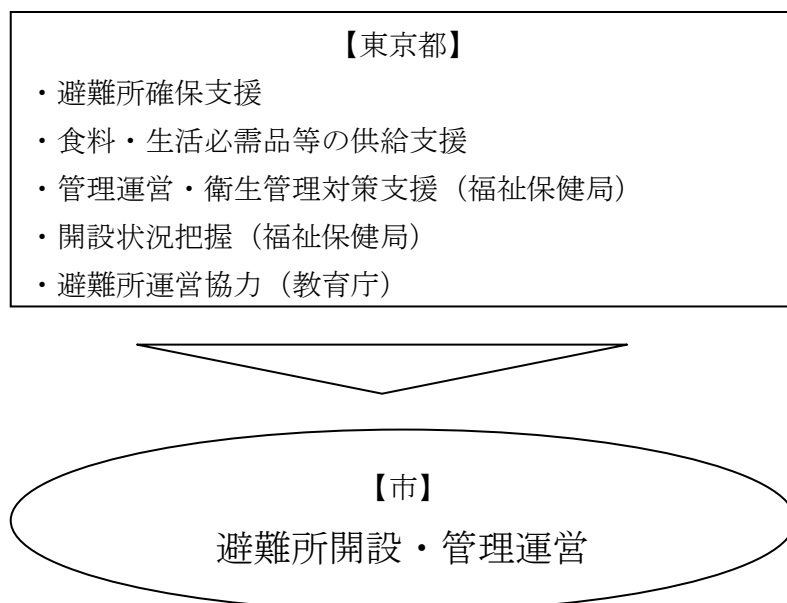 【東京都】
・避難所確保支援
・食料・生活必需品等の供給支援
・管理運営・衛生管理対策支援（福祉保健局）
・開設状況把握（福祉保健局）
・避難所運営協力（教育庁）
【市】
避難所開設・管理運営